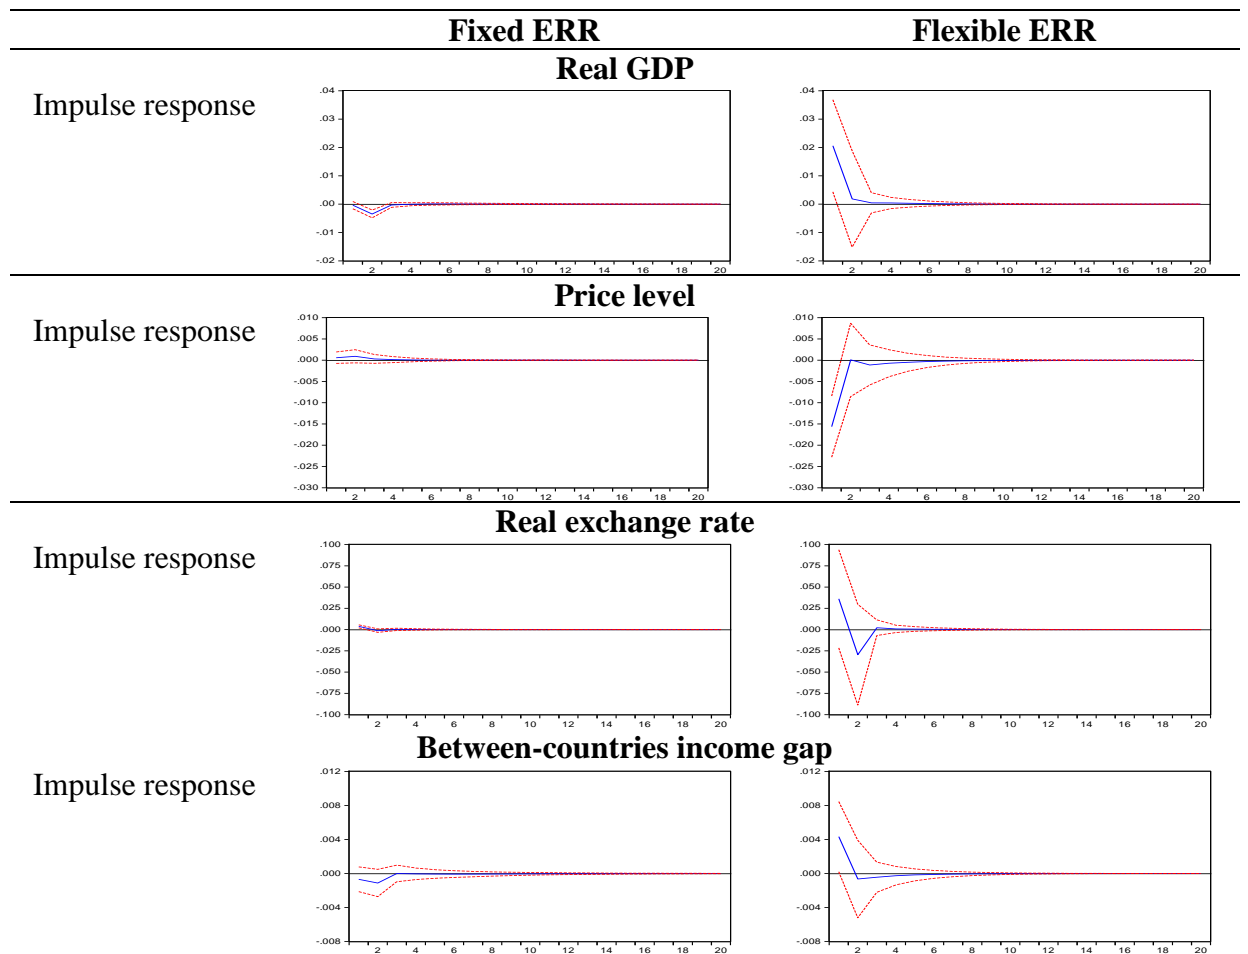 Fixed ERR Flexible ERR
Real GDP
Impulse response
.04 .03 .02 .01 .00 -.01 -.02
2 4 6 8 10 12 14 16 18 20
.04 .03 .02 .01 .00 -.01 -.02
2 4 6 8 10 12 14 16 18 20
Price level
Impulse response
.010 .005 .000 -.005 -.010 -.015 -.020 -.025 -.030
2 4 6 8 10 12 14 16 18 20
.010 .005 .000 -.005 -.010 -.015 -.020 -.025 -.030
2 4 6 8 10 12 14 16 18 20
Real exchange rate
Impulse response
.100 .075 .050 .025 .000 -.025 -.050 -.075 -.100
2 4 6 8 10 12 14 16 18 20
.100 .075 .050 .025 .000 -.025 -.050 -.075 -.100
2 4 6 8 10 12 14 16 18 20
Between-countries income gap
Impulse response
.012 .008 .004 .000 -.004 -.008
2 4 6 8 10 12 14 16 18 20
.012 .008 .004 .000 -.004 -.008
2 4 6 8 10 12 14 16 18 20